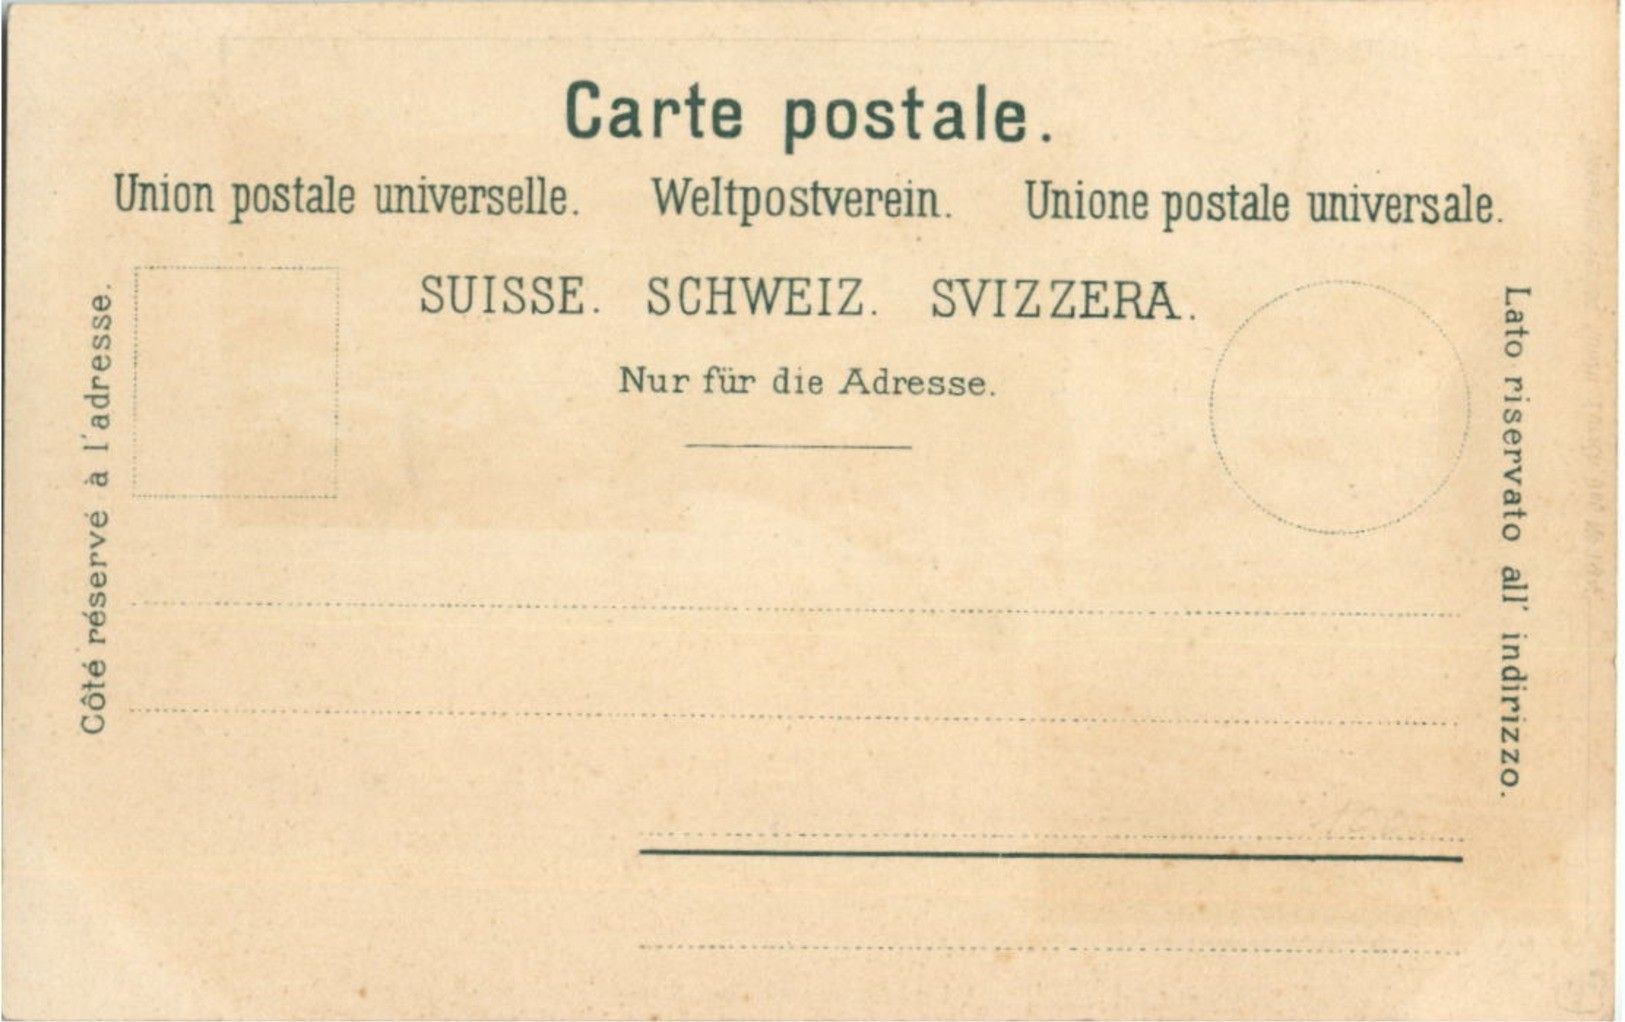 Carte postale.
Union postale universelle. Weltpostverein. Unione postale universale.
SUISSE. SCHWEIZ. SVIZZERA.
Nur für die Adresse.
Côté réservé à l'adresse.
Lato riservato all' indirizzo.